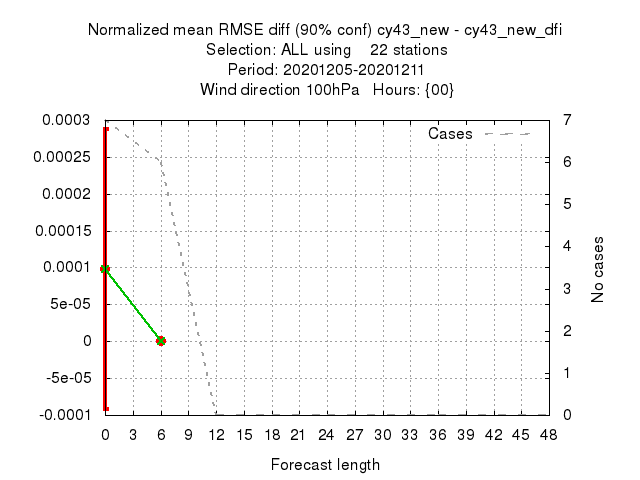 Normalized mean RMSE diff (90% conf) cy43_new - cy43_new_dfi
Selection: ALL using    22 stations
Period: 20201205-20201211
Wind direction 100hPa   Hours: {00}
Cases
0.0003
0.00025
0.0002
0.00015
0.0001
5e-05
0
-5e-05
-0.0001
7
6
5
4
3
2
1
0
No cases
0 3 6 9 12 15 18 21 24 27 30 33 36 39 42 45 48
Forecast length